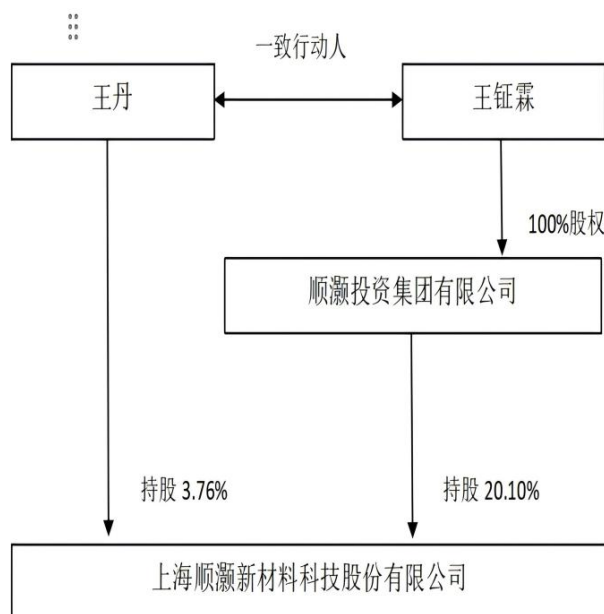 一致行动人
王丹
王钲霖
100%股权
顺灏投资集团有限公司
持股 3.76%
持股 20.10%
上海顺灏新材料科技股份有限公司